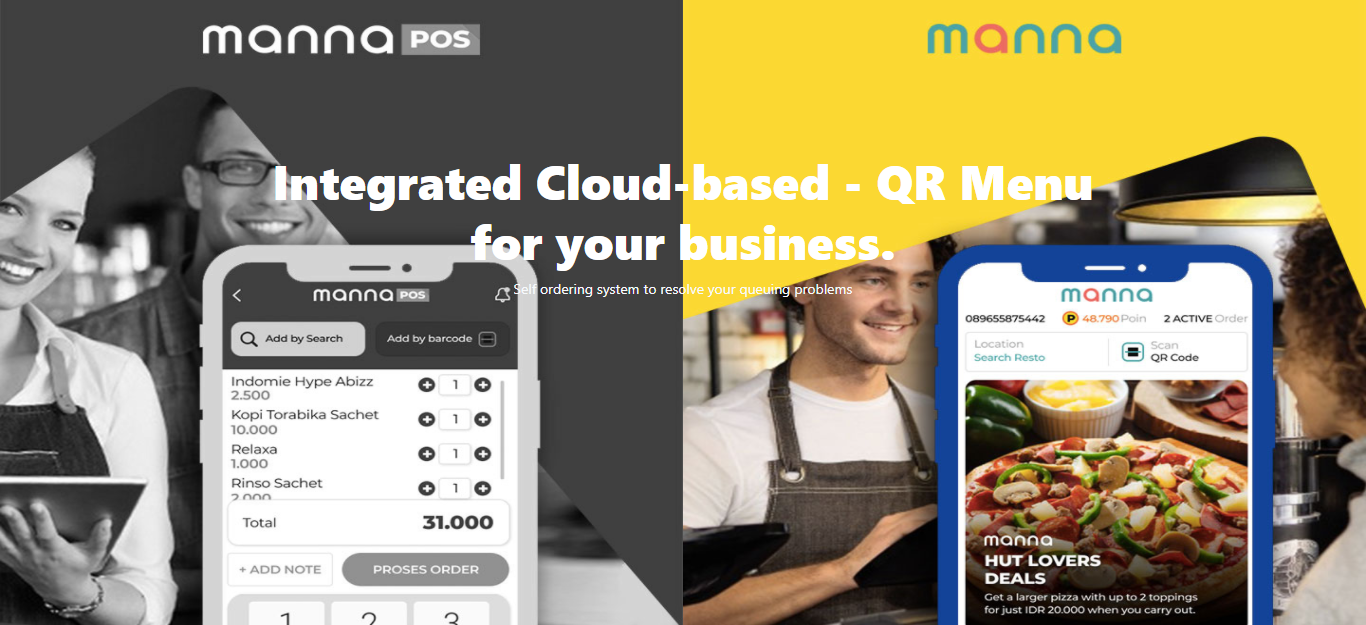 manna POS
manna
Integrated Cloud-based - QR Menu
for your business.
Self ordering system to resolve your queuing problems
manna POS
Add by Search
Add by barcode
Indomie Hype Abizz
2.500
1
Kopi Torabika Sachet
10.000
1
Relaxa
1.000
1
Rinso Sachet
2.000
1
Total 31.000
+ ADD NOTE
PROSES ORDER
1 2 3
manna
089655875442
P 48.790 Poin
2 ACTIVE Order
Location
Search Resto
Scan
QR Code
manna
HUT LOVERS
DEALS
Get a larger pizza with up to 2 toppings
for just IDR 20.000 when you carry out.